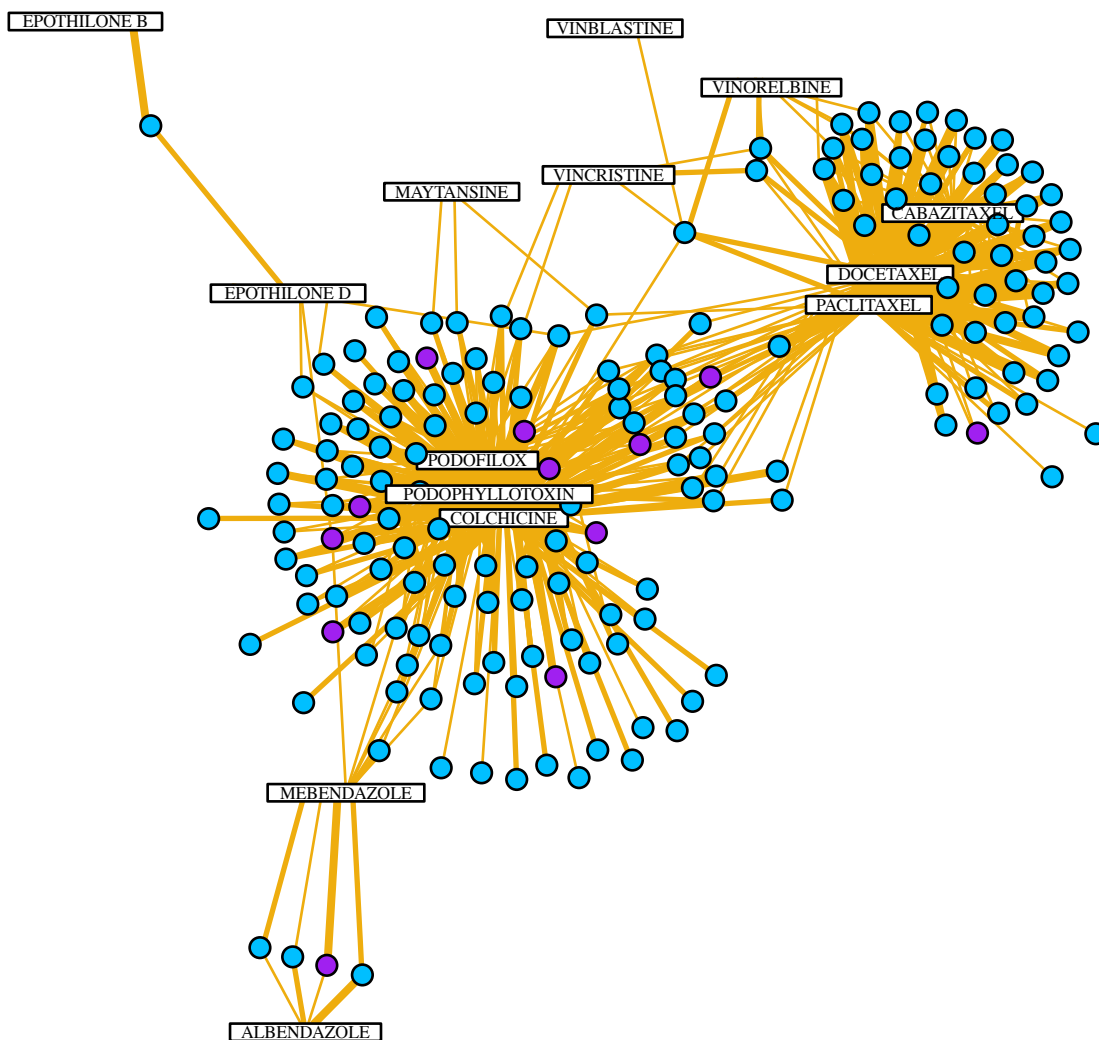 EPOTHILONE B
VINBLASTINE
VINORELBINE
VINCRISTINE
MAYTANSINE
CABAZITAXEL
DOCETAXEL
EPOTHILONE D
PACLITAXEL
PODOFILOX
PODOPHYLLOTOXIN
COLCHICINE
MEBENDAZOLE
ALBENDAZOLE